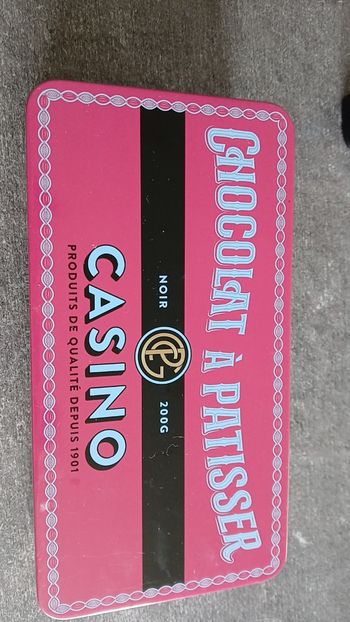 CHOCOLAT À PATISSER
NOIR
200G
CASINO
PRODUITS DE QUALITÉ DEPUIS 1901